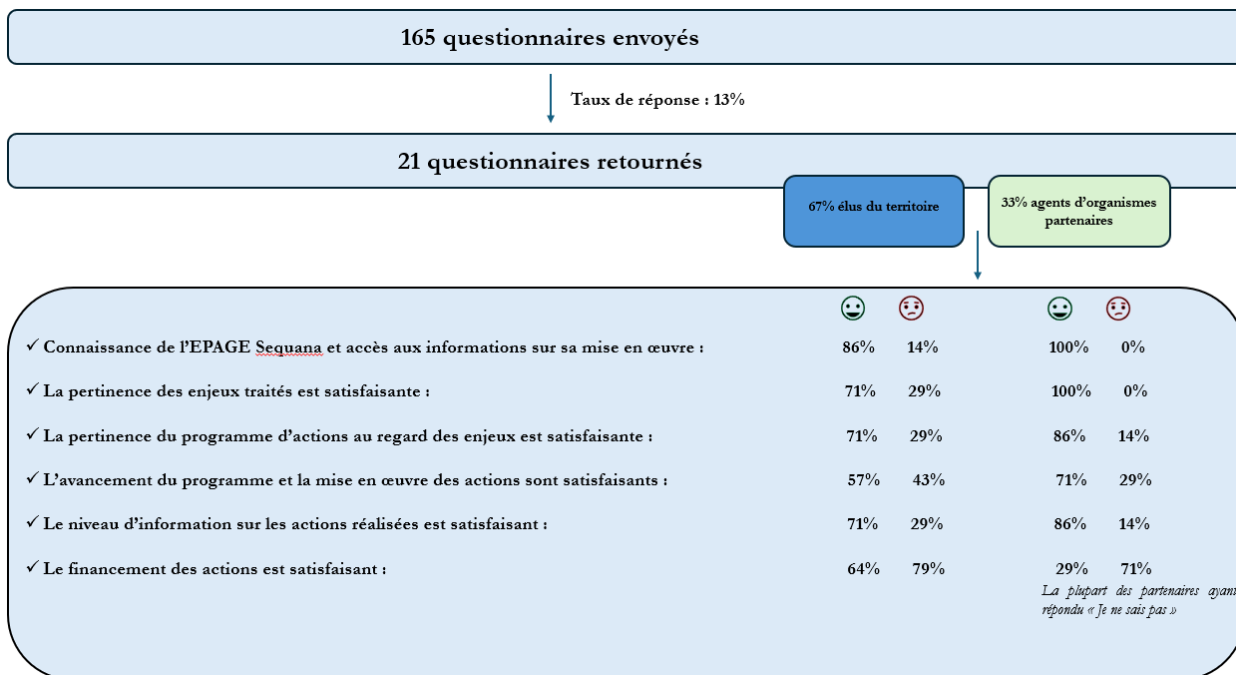 165 questionnaires envoyés
Taux de réponse : 13%
21 questionnaires retournés
67% élus du territoire
33% agents d’organismes
partenaires
✓ Connaissance de l’EPAGE Sequana et accès aux informations sur sa mise en œuvre : 86% 14% 100% 0%
✓ La pertinence des enjeux traités est satisfaisante : 71% 29% 100% 0%
✓ La pertinence du programme d’actions au regard des enjeux est satisfaisante : 71% 29% 86% 14%
✓ L’avancement du programme et la mise en œuvre des actions sont satisfaisants : 57% 43% 71% 29%
✓ Le niveau d’information sur les actions réalisées est satisfaisant : 71% 29% 86% 14%
✓ Le financement des actions est satisfaisant : 64% 79% 29% 71%
La plupart des partenaires ayant
répondu « Je ne sais pas »